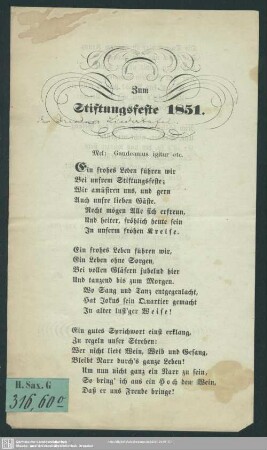 Zum
Stiftungsfeste 1851.
Mel: Gaudeamus igitur etc.
Ein frohes Leben führen wir
Bei unsrem Stiftungsfeste;
Wir amüsiren uns, und gern
Auch unsre lieben Gäste.
Recht mögen Alle sich erfreun,
Und heiter, fröhlich heute sein
In unserm frohen Kreise.
Ein frohes Leben führen wir,
Ein Leben ohne Sorgen,
Bei vollen Gläsern jubelnd hier
Und tanzend bis zum Morgen.
Wo Sang und Tanz entgegenlacht,
Hat Jokus sein Quartier gemacht
In alter lust'ger Weise!
Ein gutes Sprichwort einst erklang,
Zu regeln unser Streben:
Wer nicht liebt Wein, Weib und Gesang,
Bleibt Narr durch's ganze Leben!
Um nun nicht ganz ein Narr zu sein,
So bring' ich aus ein Hoch dem Wein,
Daß er uns Freude bringe!
H. Sax. G
316,60